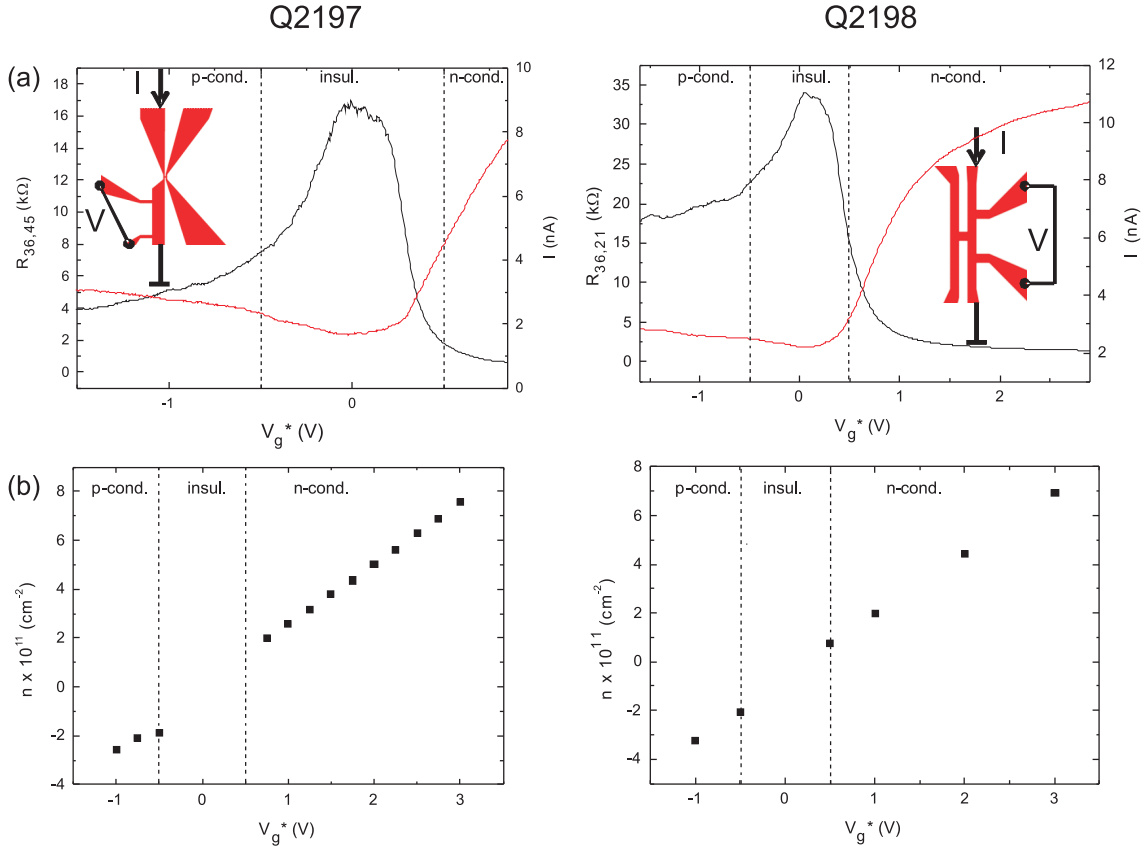 Q2197
Q2198
(a)
p-cond.
insul.
n-cond.
18
16
14
12
10
8
6
4
2
0
R36,45 (kΩ)
10
8
6
4
2
0
I (nA)
I
V
-1
0
Vg* (V)
p-cond.
insul.
n-cond.
35
30
25
20
15
10
5
0
R36,21 (kΩ)
12
10
8
6
4
2
I (nA)
I
V
-1
0
1
2
Vg* (V)
(b)
p-cond.
insul.
n-cond.
8
6
4
2
0
-2
-4
n x 10^11 (cm^-2)
-1
0
1
2
3
Vg* (V)
p-cond.
insul.
n-cond.
8
6
4
2
0
-2
-4
n x 10^11 (cm^-2)
-1
0
1
2
3
Vg* (V)